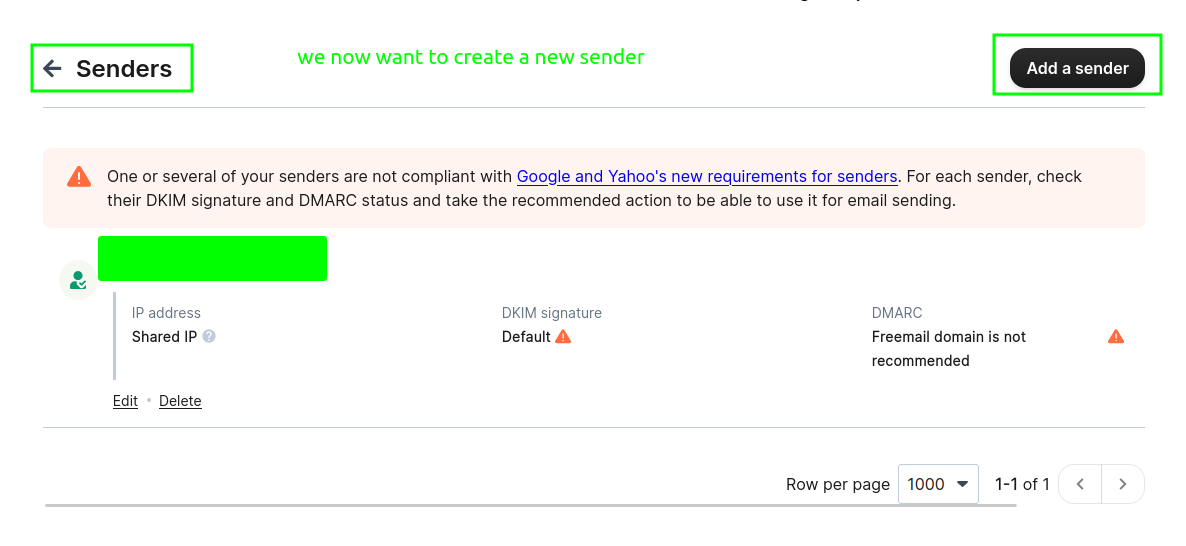 we now want to create a new sender
Senders
Add a sender
One or several of your senders are not compliant with Google and Yahoo's new requirements for senders. For each sender, check
their DKIM signature and DMARC status and take the recommended action to be able to use it for email sending.
IP address
Shared IP ?
DKIM signature
Default
DMARC
Freemail domain is not
recommended
Edit • Delete
Row per page 1000 1-1 of 1